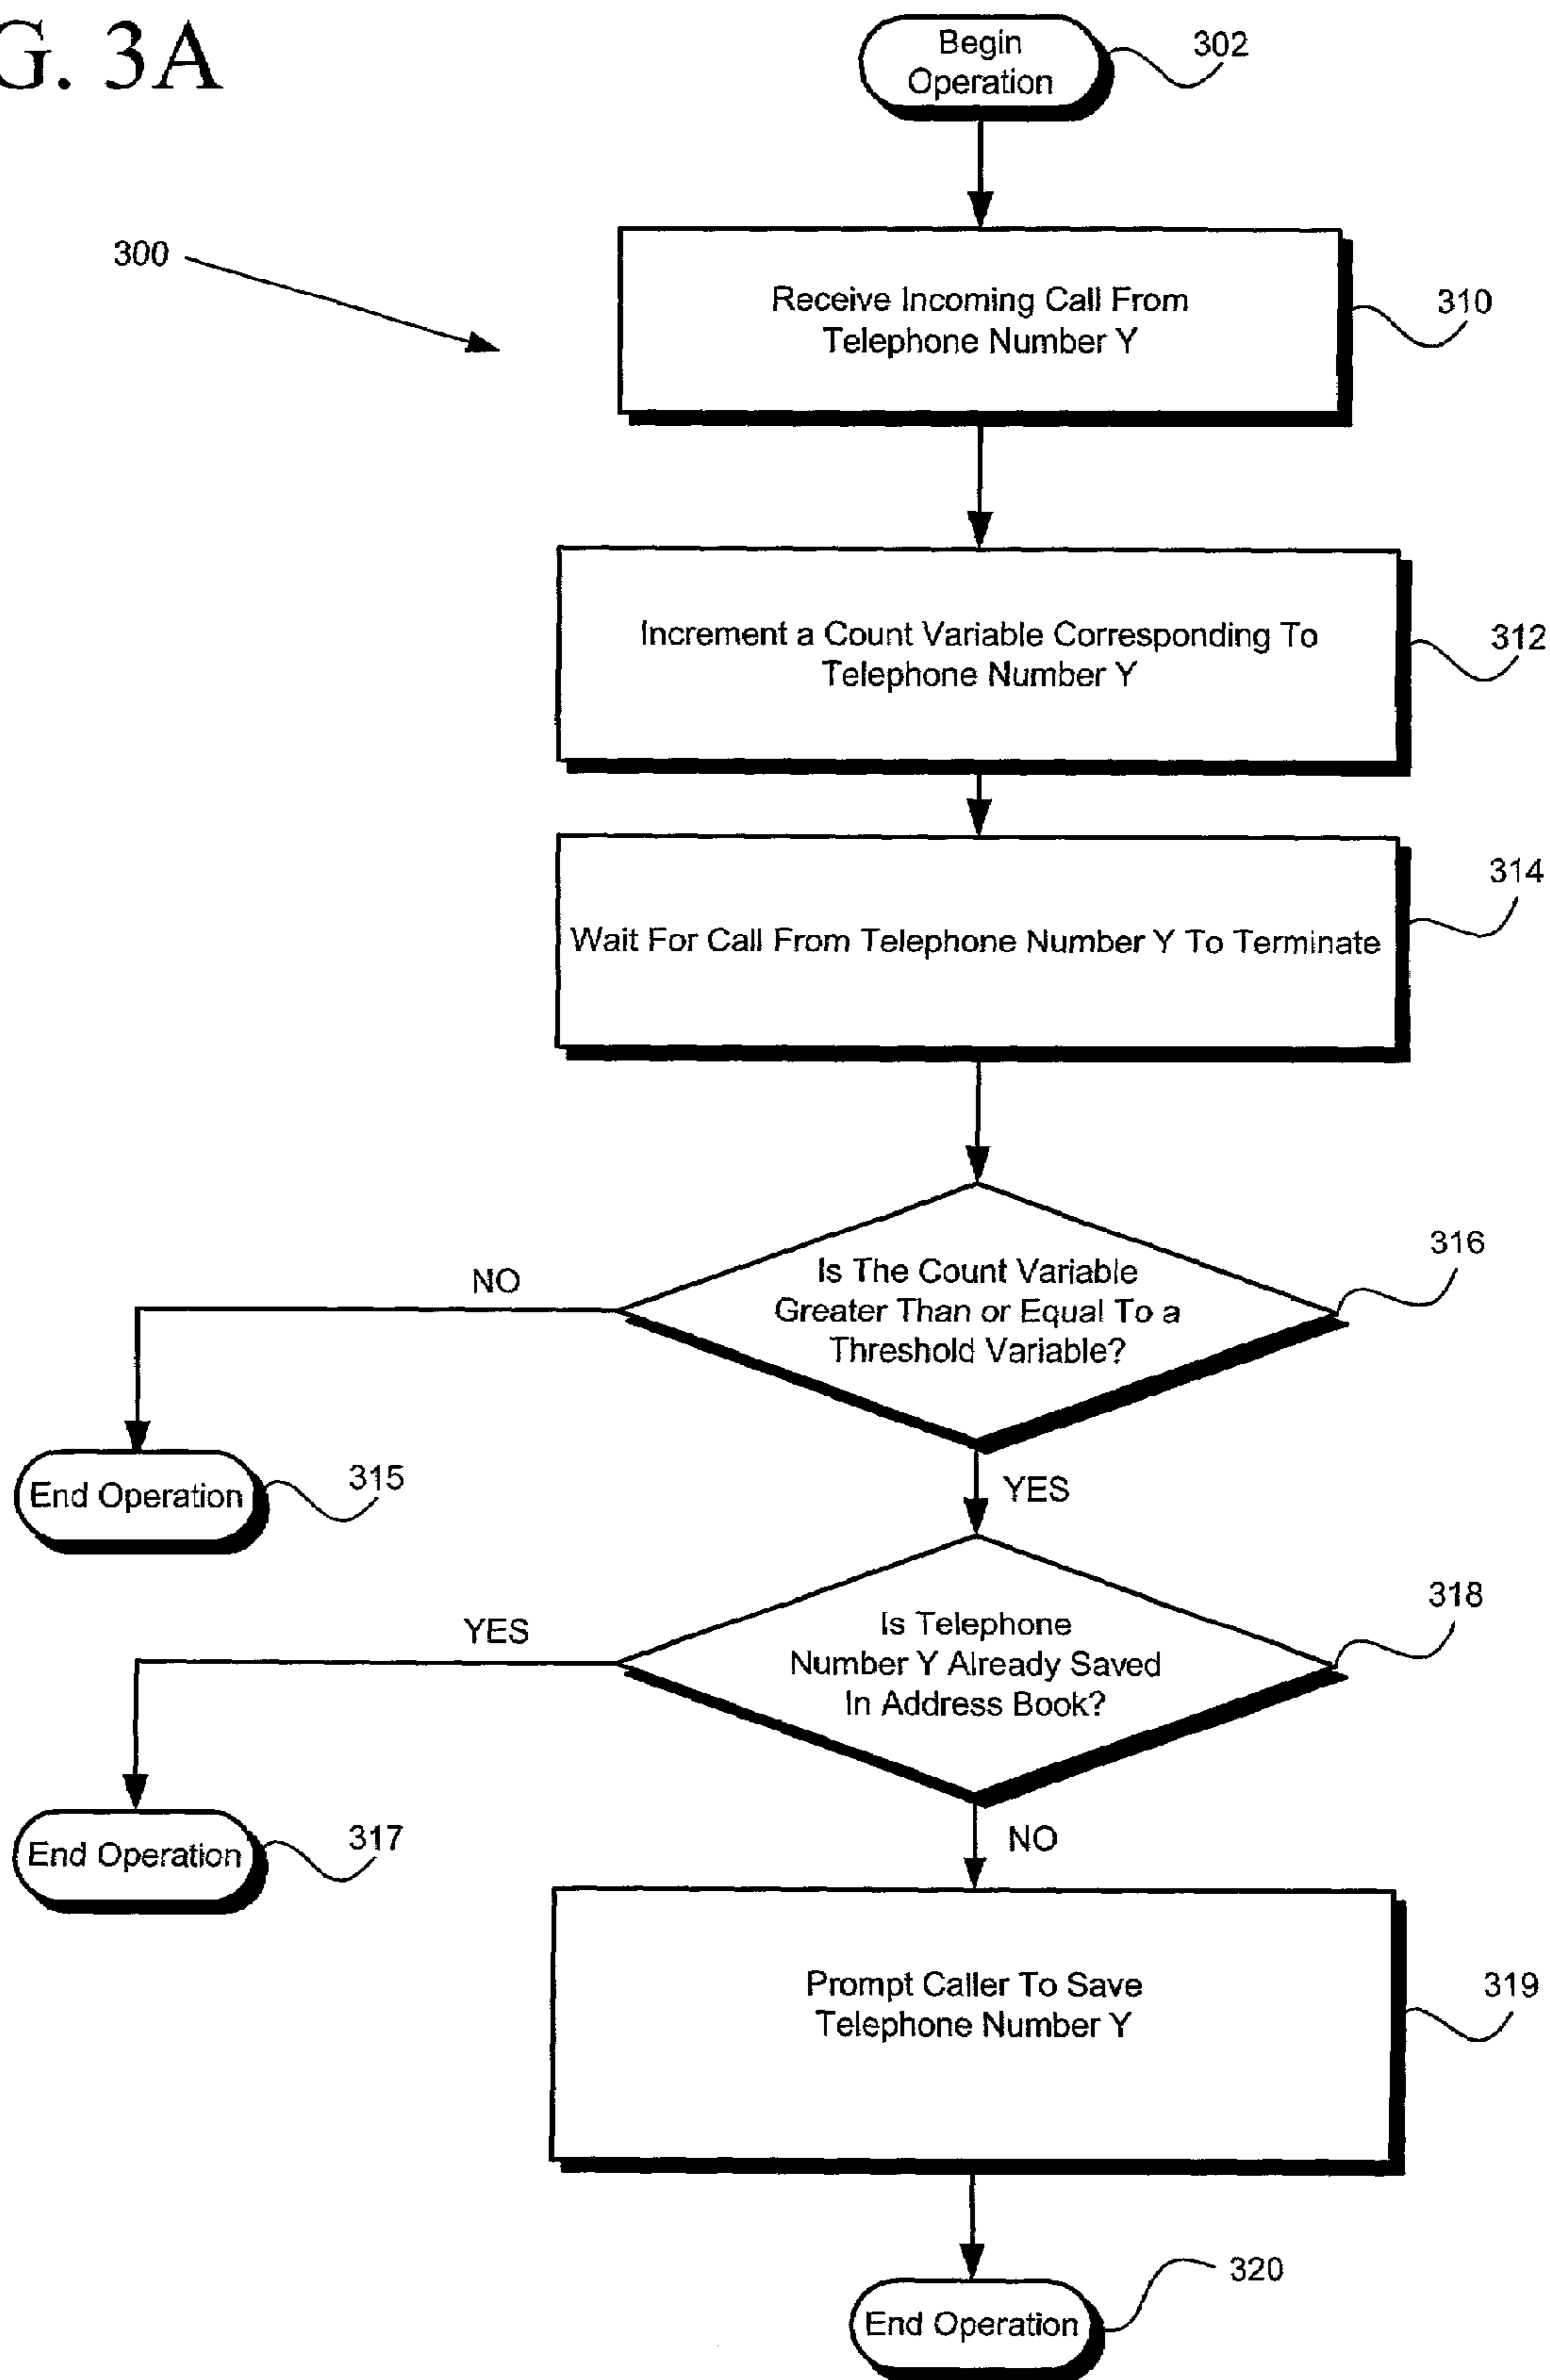 G. 3A
Begin
Operation
302
300
Receive Incoming Call From
Telephone Number Y
310
Increment a Count Variable Corresponding To
Telephone Number Y
312
314
Wait For Call From Telephone Number Y To Terminate
316
NO
Is The Count Variable
Greater Than or Equal To a
Threshold Variable?
End Operation
315
YES
318
YES
Is Telephone
Number Y Already Saved
In Address Book?
End Operation
317
NO
Prompt Caller To Save
Telephone Number Y
319
320
End Operation